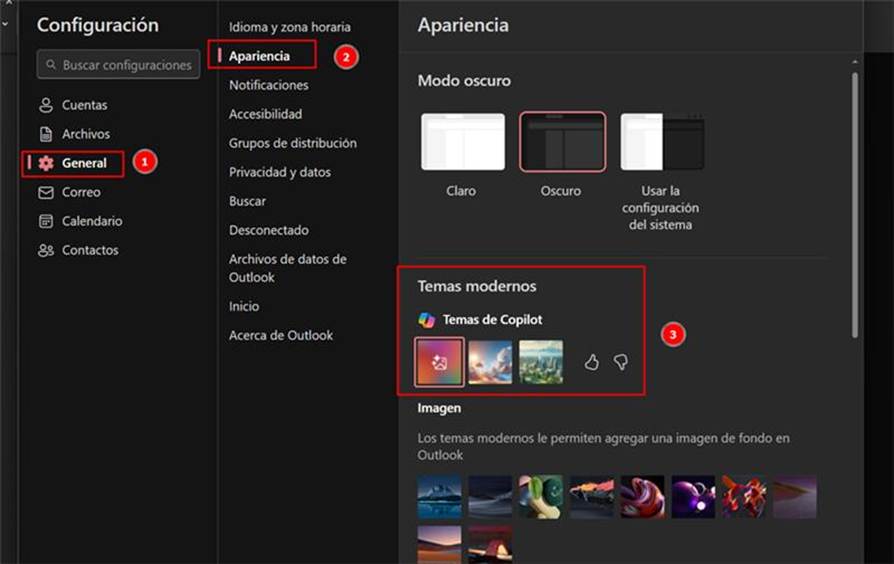 Configuración
Buscar configuraciones
Cuentas
Archivos
General
1
Correo
Calendario
Contactos
Idioma y zona horaria
Apariencia
2
Notificaciones
Accesibilidad
Grupos de distribución
Privacidad y datos
Buscar
Desconectado
Archivos de datos de
Outlook
Inicio
Acerca de Outlook
Apariencia
Modo oscuro
Claro
Oscuro
Usar la
configuración
del sistema
Temas modernos
Temas de Copilot
3
Imagen
Los temas modernos le permiten agregar una imagen de fondo en
Outlook